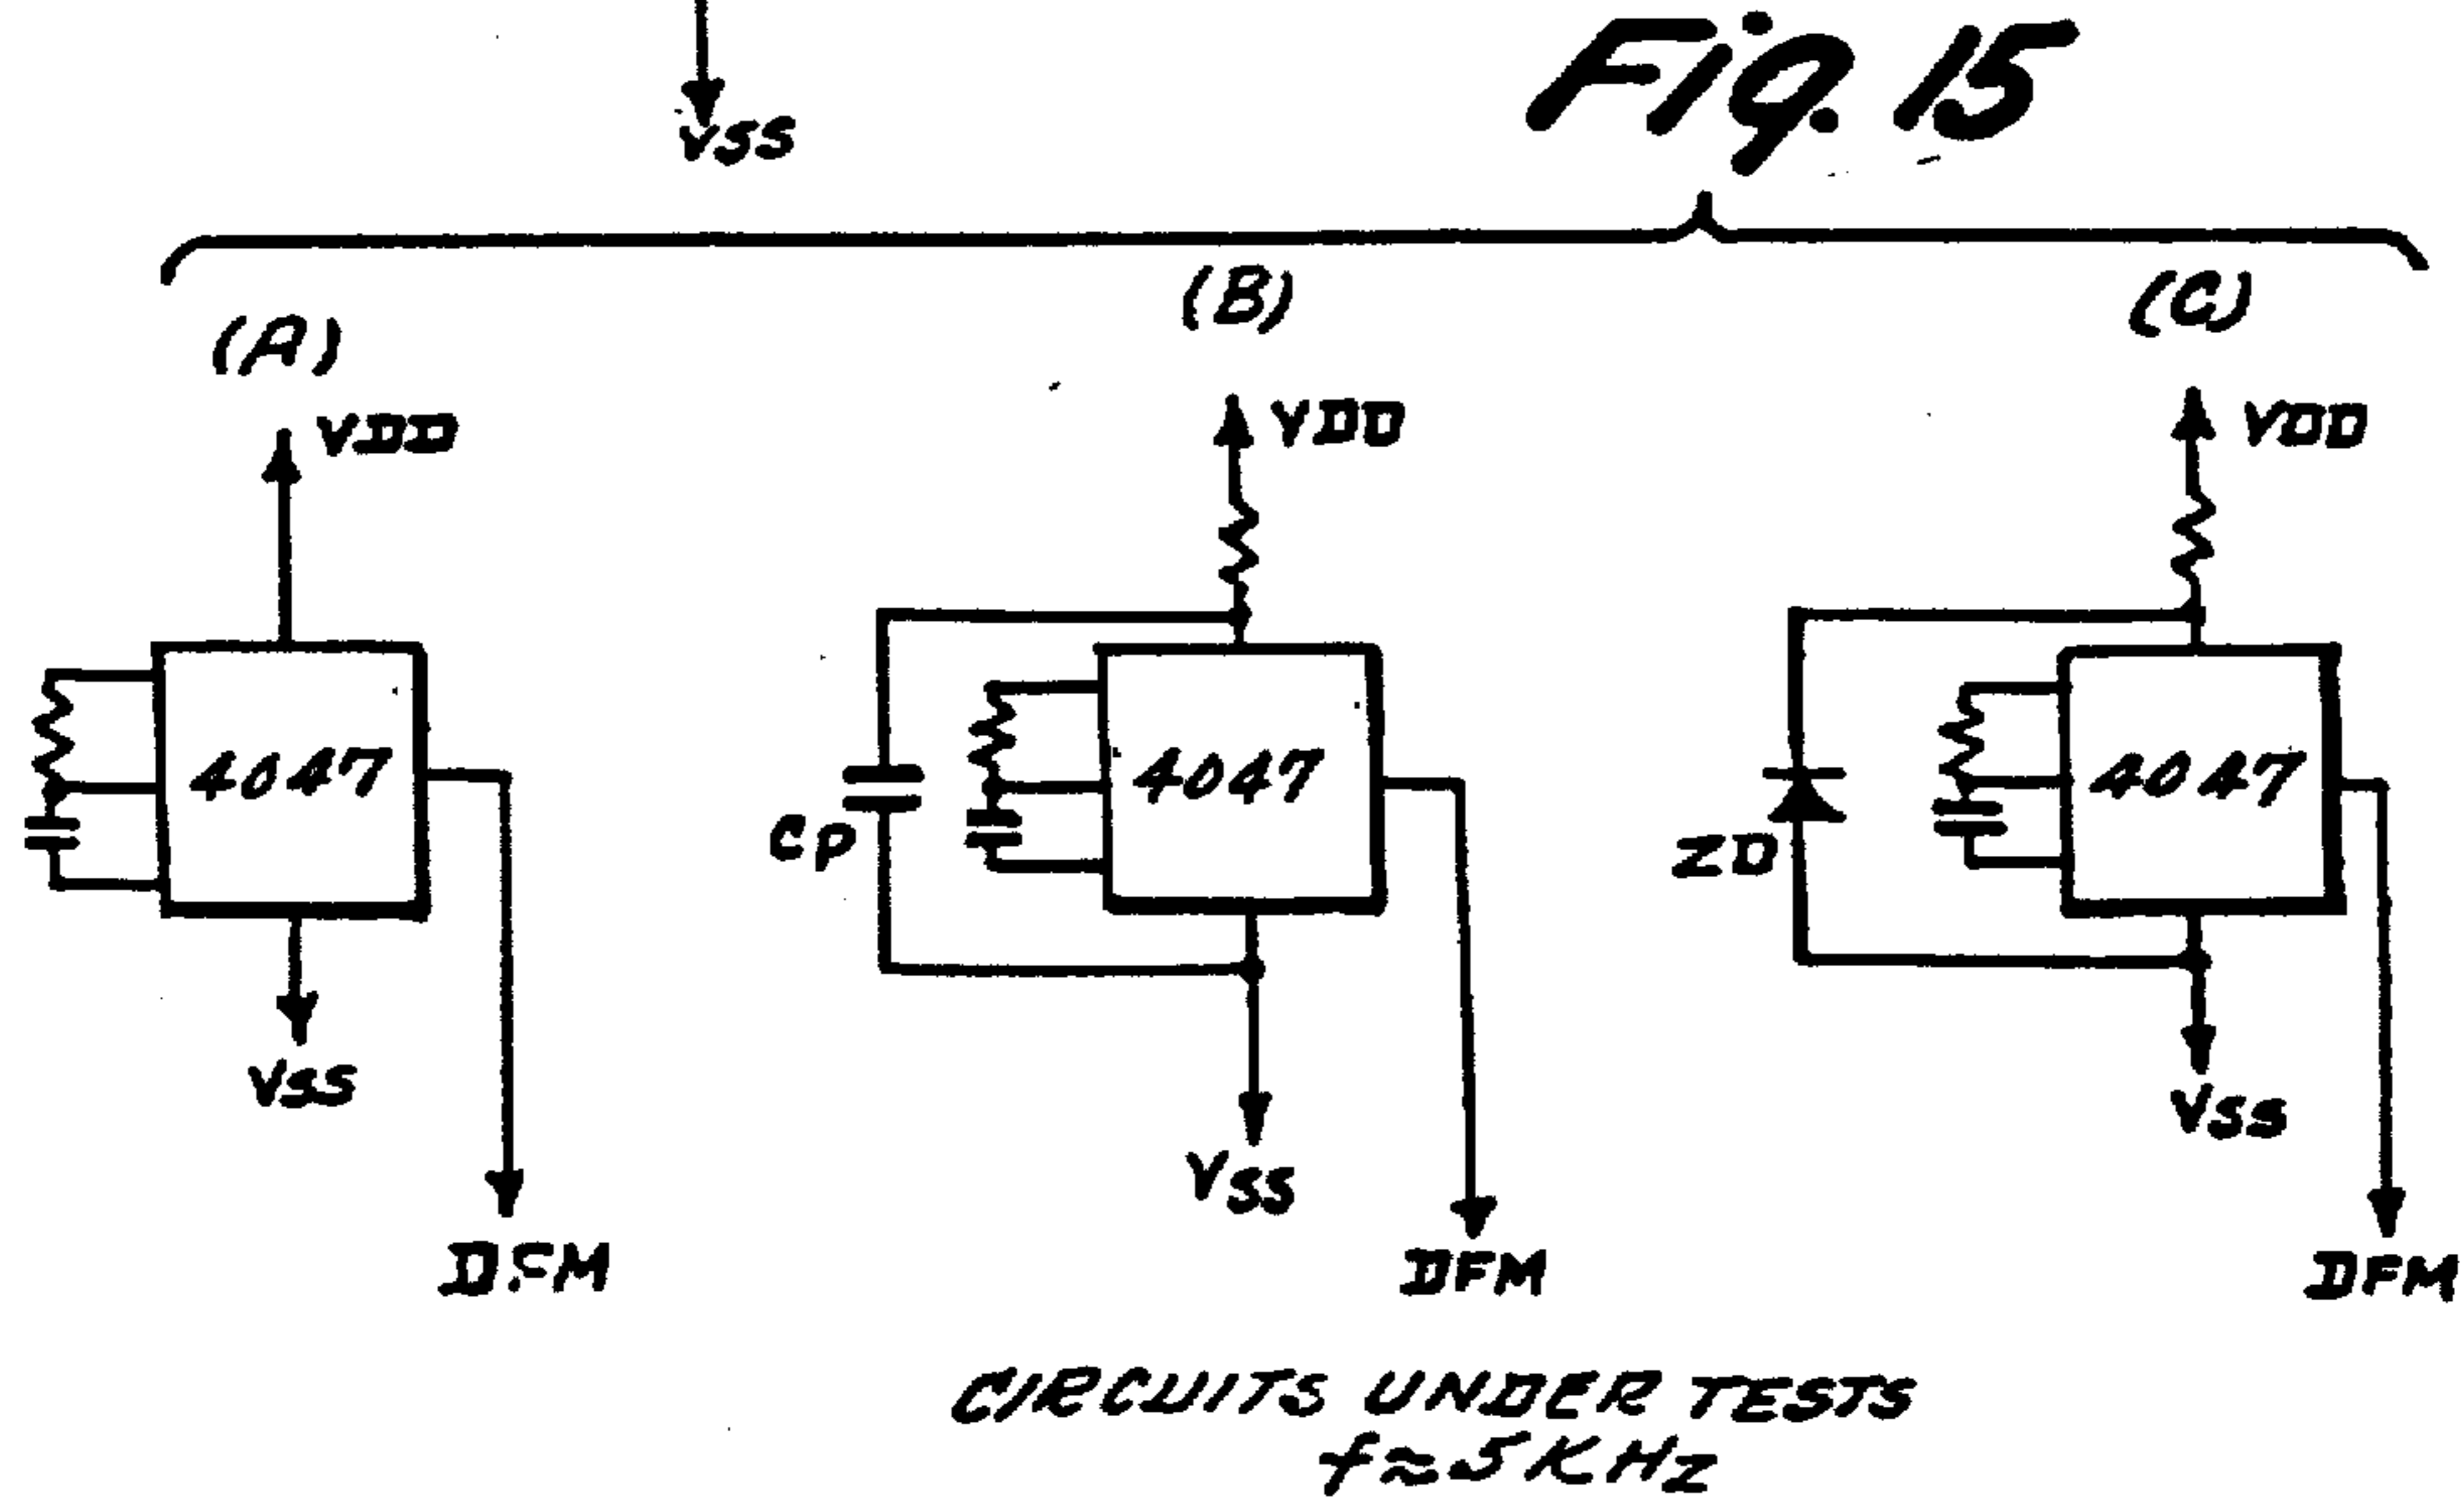 VSS
Fig. 15
(A)
(B)
(C)
VDD
VDD
VDD
4047
4047
4047
CP
ZD
VSS
VSS
VSS
DFM
DFM
CIRCUITS UNDER TESTS
f≈5KHz